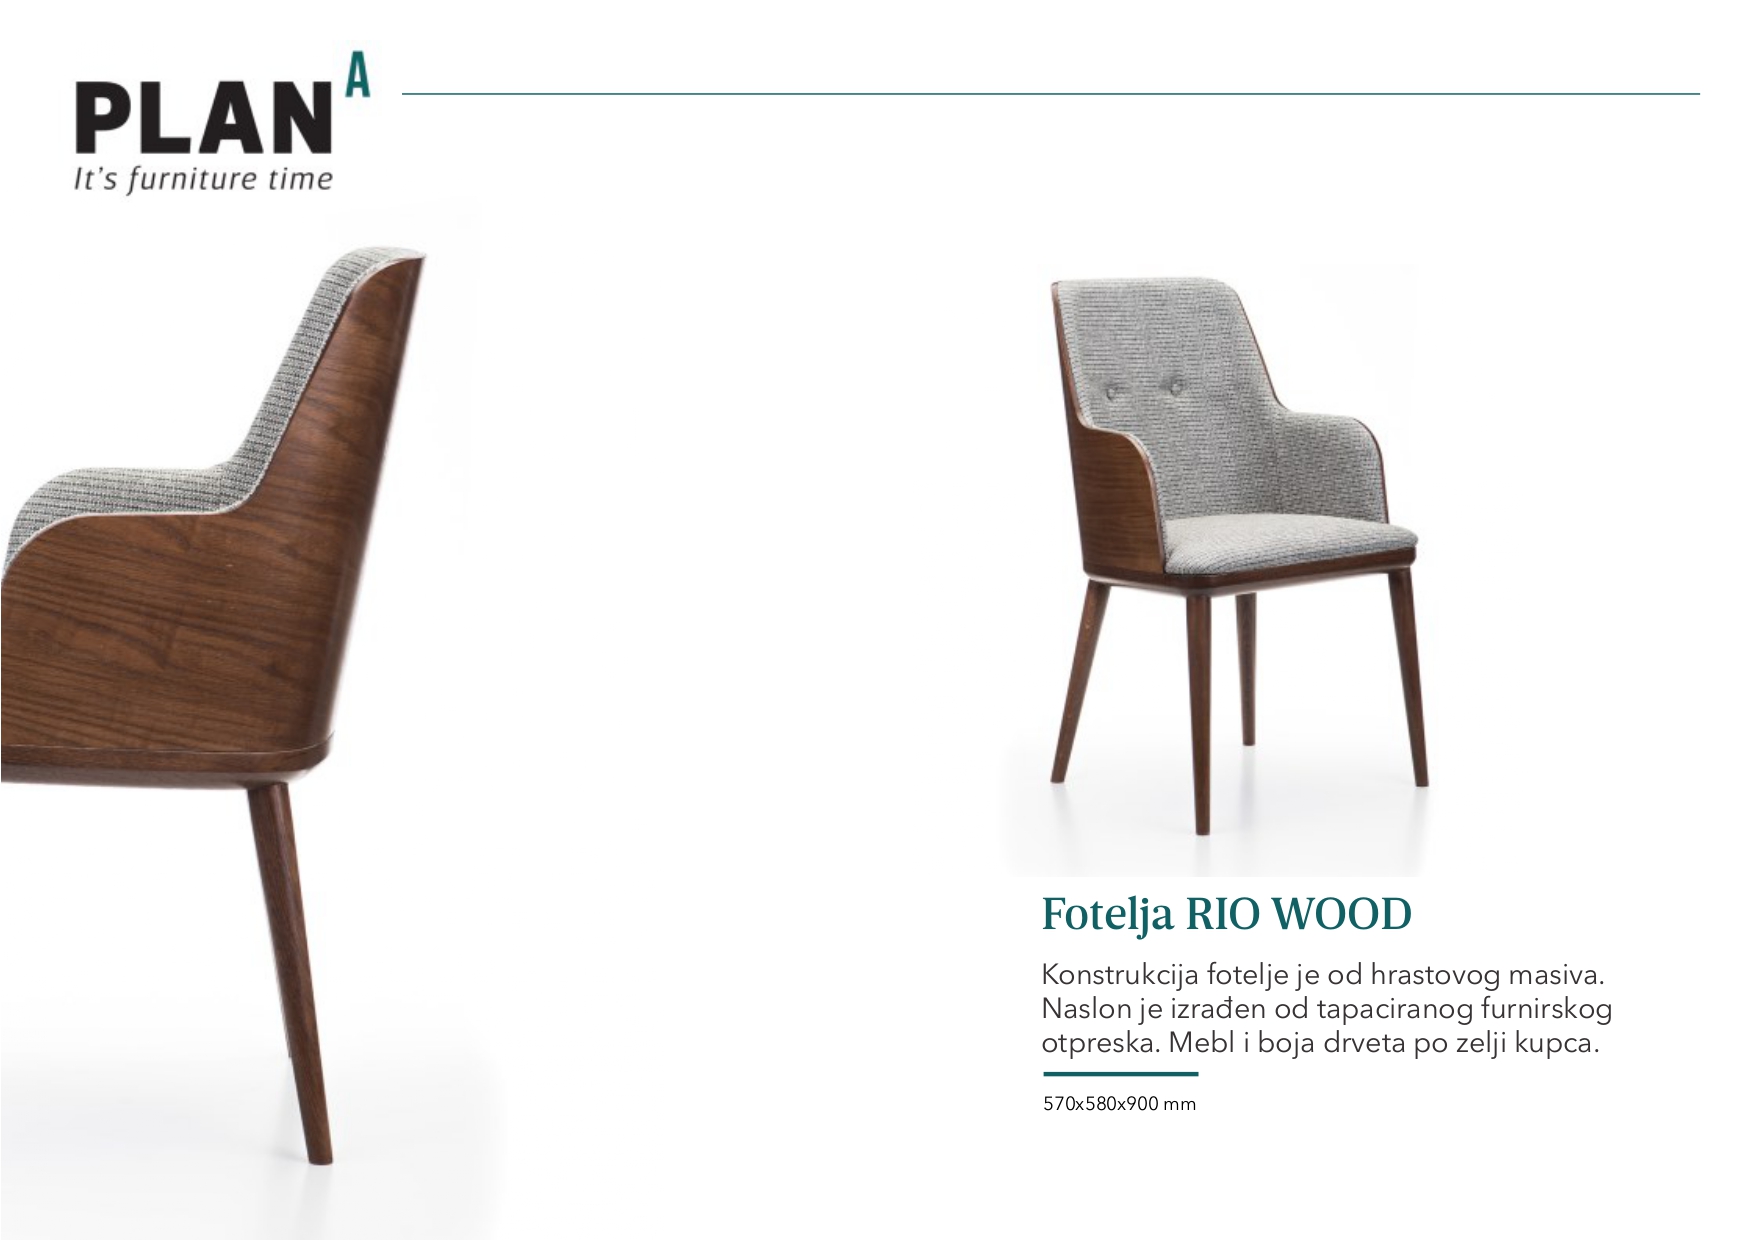 PLAN A
It's furniture time
Fotelja RIO WOOD
Konstrukcija fotelje je od hrastovog masiva.
Naslon je izrađen od tapaciranog furnirskog
otpreska. Mebl i boja drveta po zelji kupca.
570x580x900 mm